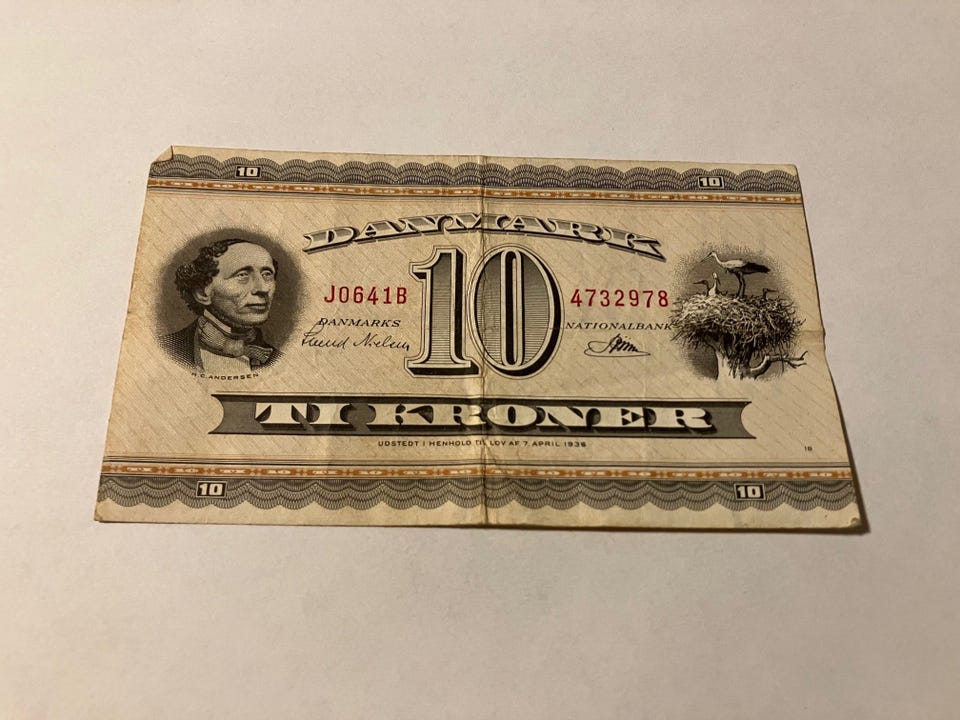 10 10
DANMARK
10
J0641B 4732978
DANMARKS NATIONALBANK
H.C.ANDERSEN
TI KRONER
UDSTEDT I HENHOLD TIL LOV AF 7. APRIL 1936
18
10 10